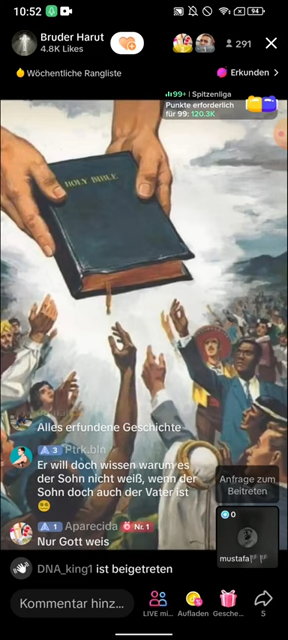 10:52
94
Bruder Harut
4.8K Likes
291
Wöchentliche Rangliste
Erkunden
99+ | Spitzenliga
Punkte erforderlich
für 99: 120.3K
HOLY BIBLE
Alles erfundene Geschichte
3 Ptrk.bln
Er will doch wissen warum es
der Sohn nicht weiß, wenn der
Sohn doch auch der Vater ist
1 Aparecida Nr. 1
Nur Gott weis
Anfrage zum
Beitreten
0
mustafa
DNA_king1 ist beigetreten
Kommentar hinz...
LIVE mi...
Aufladen
Gesche...
5